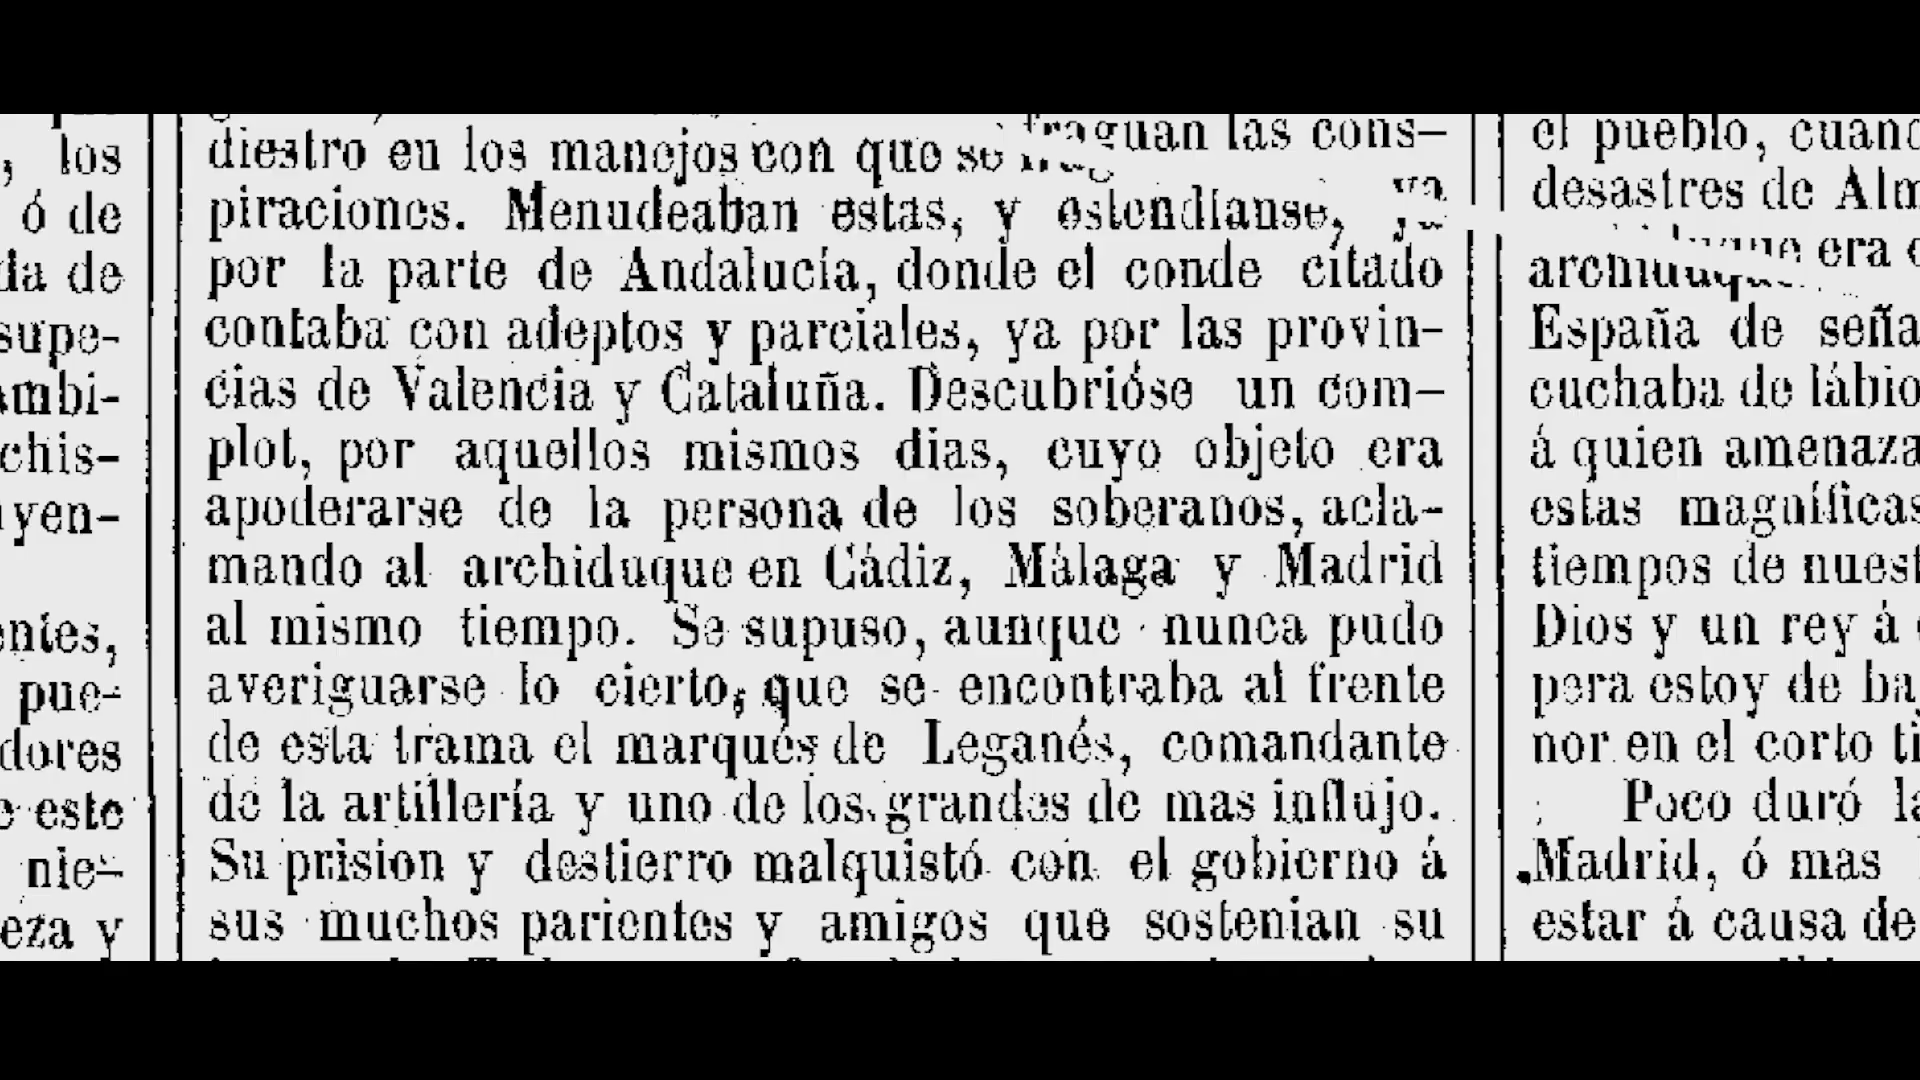 , los
ó de
da de
supe-
ambi-
chis-
yen-
entes,
pue-
dores
este
nie-
eza y
diestro en los manejos con que se fraguan las cons-
piraciones. Menudeaban estas, y estendíanse, ya
por la parte de Andalucía, donde el conde citado
contaba con adeptos y parciales, ya por las provin-
cias de Valencia y Cataluña. Descubrióse un com-
plot, por aquellos mismos dias, cuyo objeto era
apoderarse de la persona de los soberanos, acla-
mando al archiduque en Cádiz, Málaga y Madrid
al mismo tiempo. Se supuso, aunque nunca pudo
averiguarse lo cierto, que se encontraba al frente
de esta trama el marqués de Leganés, comandante
de la artillería y uno de los grandes de mas influjo.
Su prision y destierro malquistó con el gobierno á
sus muchos parientes y amigos que sostenian su
el pueblo, cuand
desastres de Alm
archiduque era
España de seña
cuchaba de lábio
á quien amenaza
estas magníficas
tiempos de nuest
Dios y un rey á
pera estoy de ba
nor en el corto ti
Poco duró la
Madrid, ó mas
estar á causa de